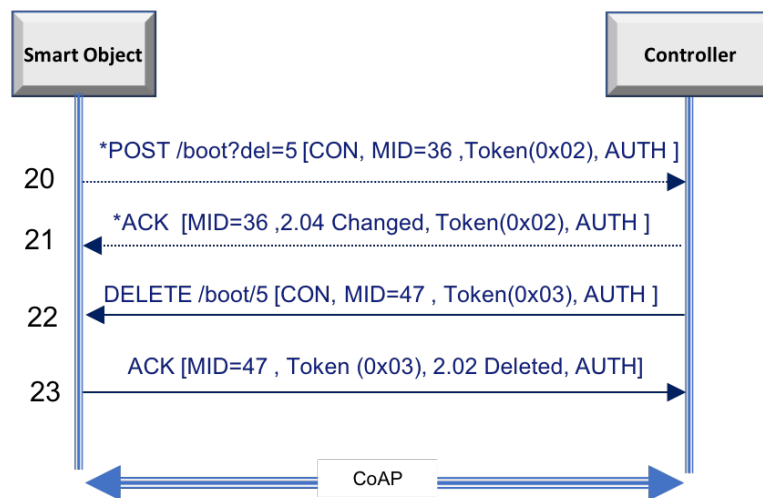 Smart Object
Controller
*POST /boot?del=5 [CON, MID=36 ,Token(0x02), AUTH ]
20
*ACK [MID=36 ,2.04 Changed, Token(0x02), AUTH ]
21
DELETE /boot/5 [CON, MID=47 , Token(0x03), AUTH ]
22
ACK [MID=47 , Token (0x03), 2.02 Deleted, AUTH]
23
CoAP